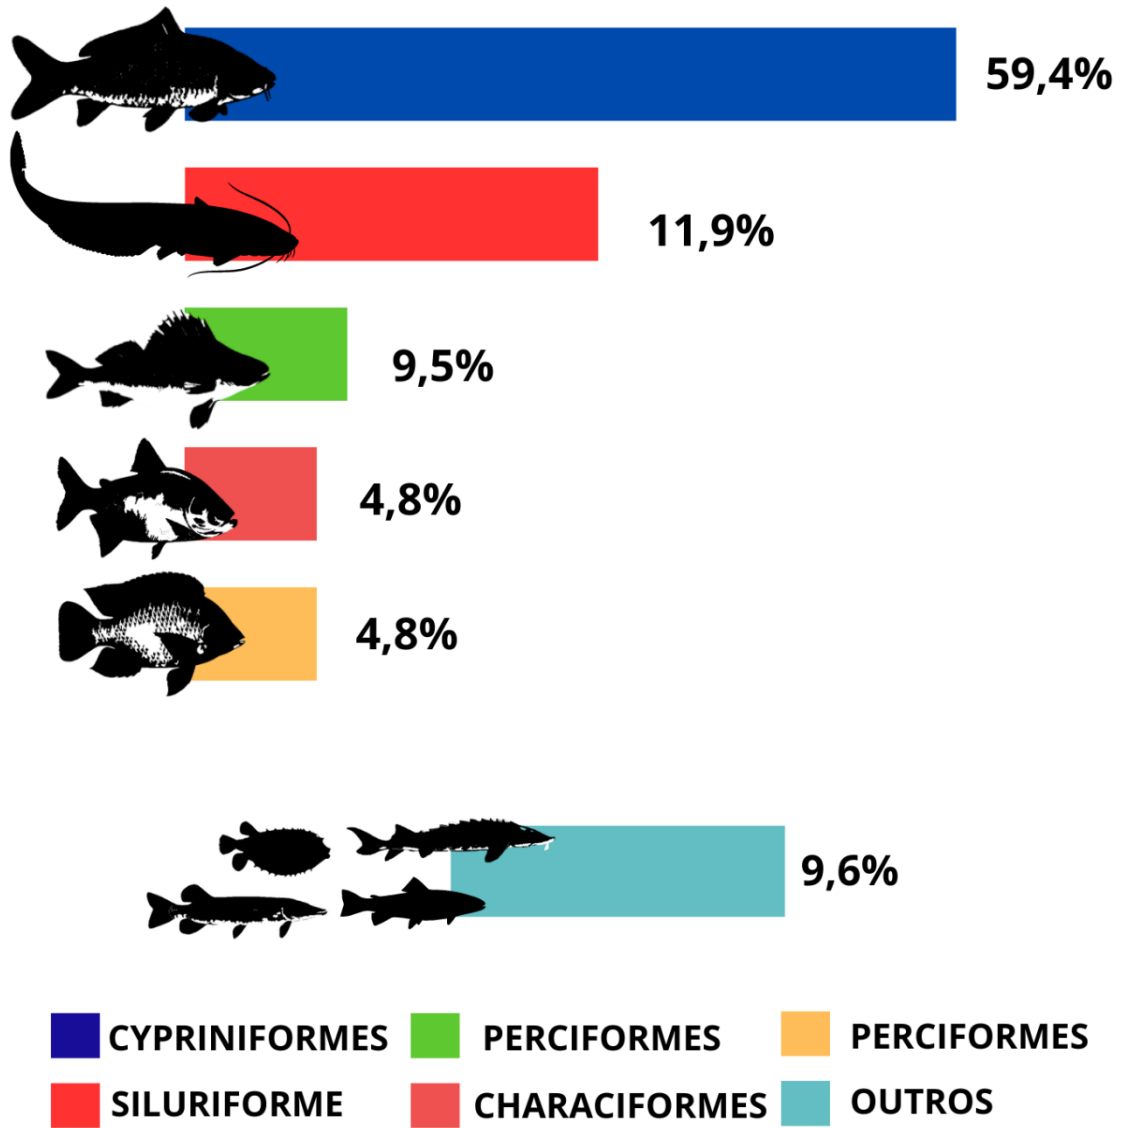 59,4%
11,9%
9,5%
4,8%
4,8%
9,6%
CYPRINIFORMES
PERCIFORMES
PERCIFORMES
SILURIFORME
CHARACIFORMES
OUTROS